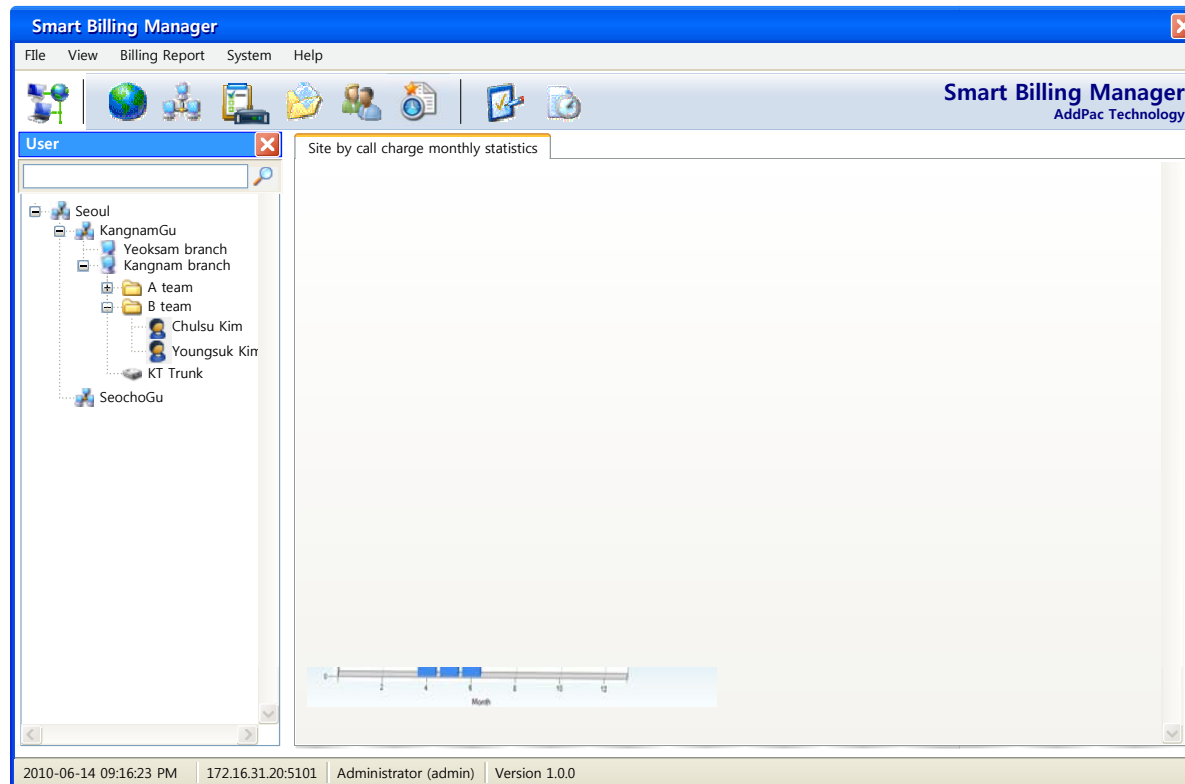 Smart Billing Manager
FIle View Billing Report System Help
Smart Billing Manager
AddPac Technology
User
Site by call charge monthly statistics
Seoul
KangnamGu
Yeoksam branch
Kangnam branch
A team
B team
Chulsu Kim
Youngsuk Kim
KT Trunk
SeochoGu
0
2 4 6 8 10 12
Month
2010-06-14 09:16:23 PM 172.16.31.20:5101 Administrator (admin) Version 1.0.0